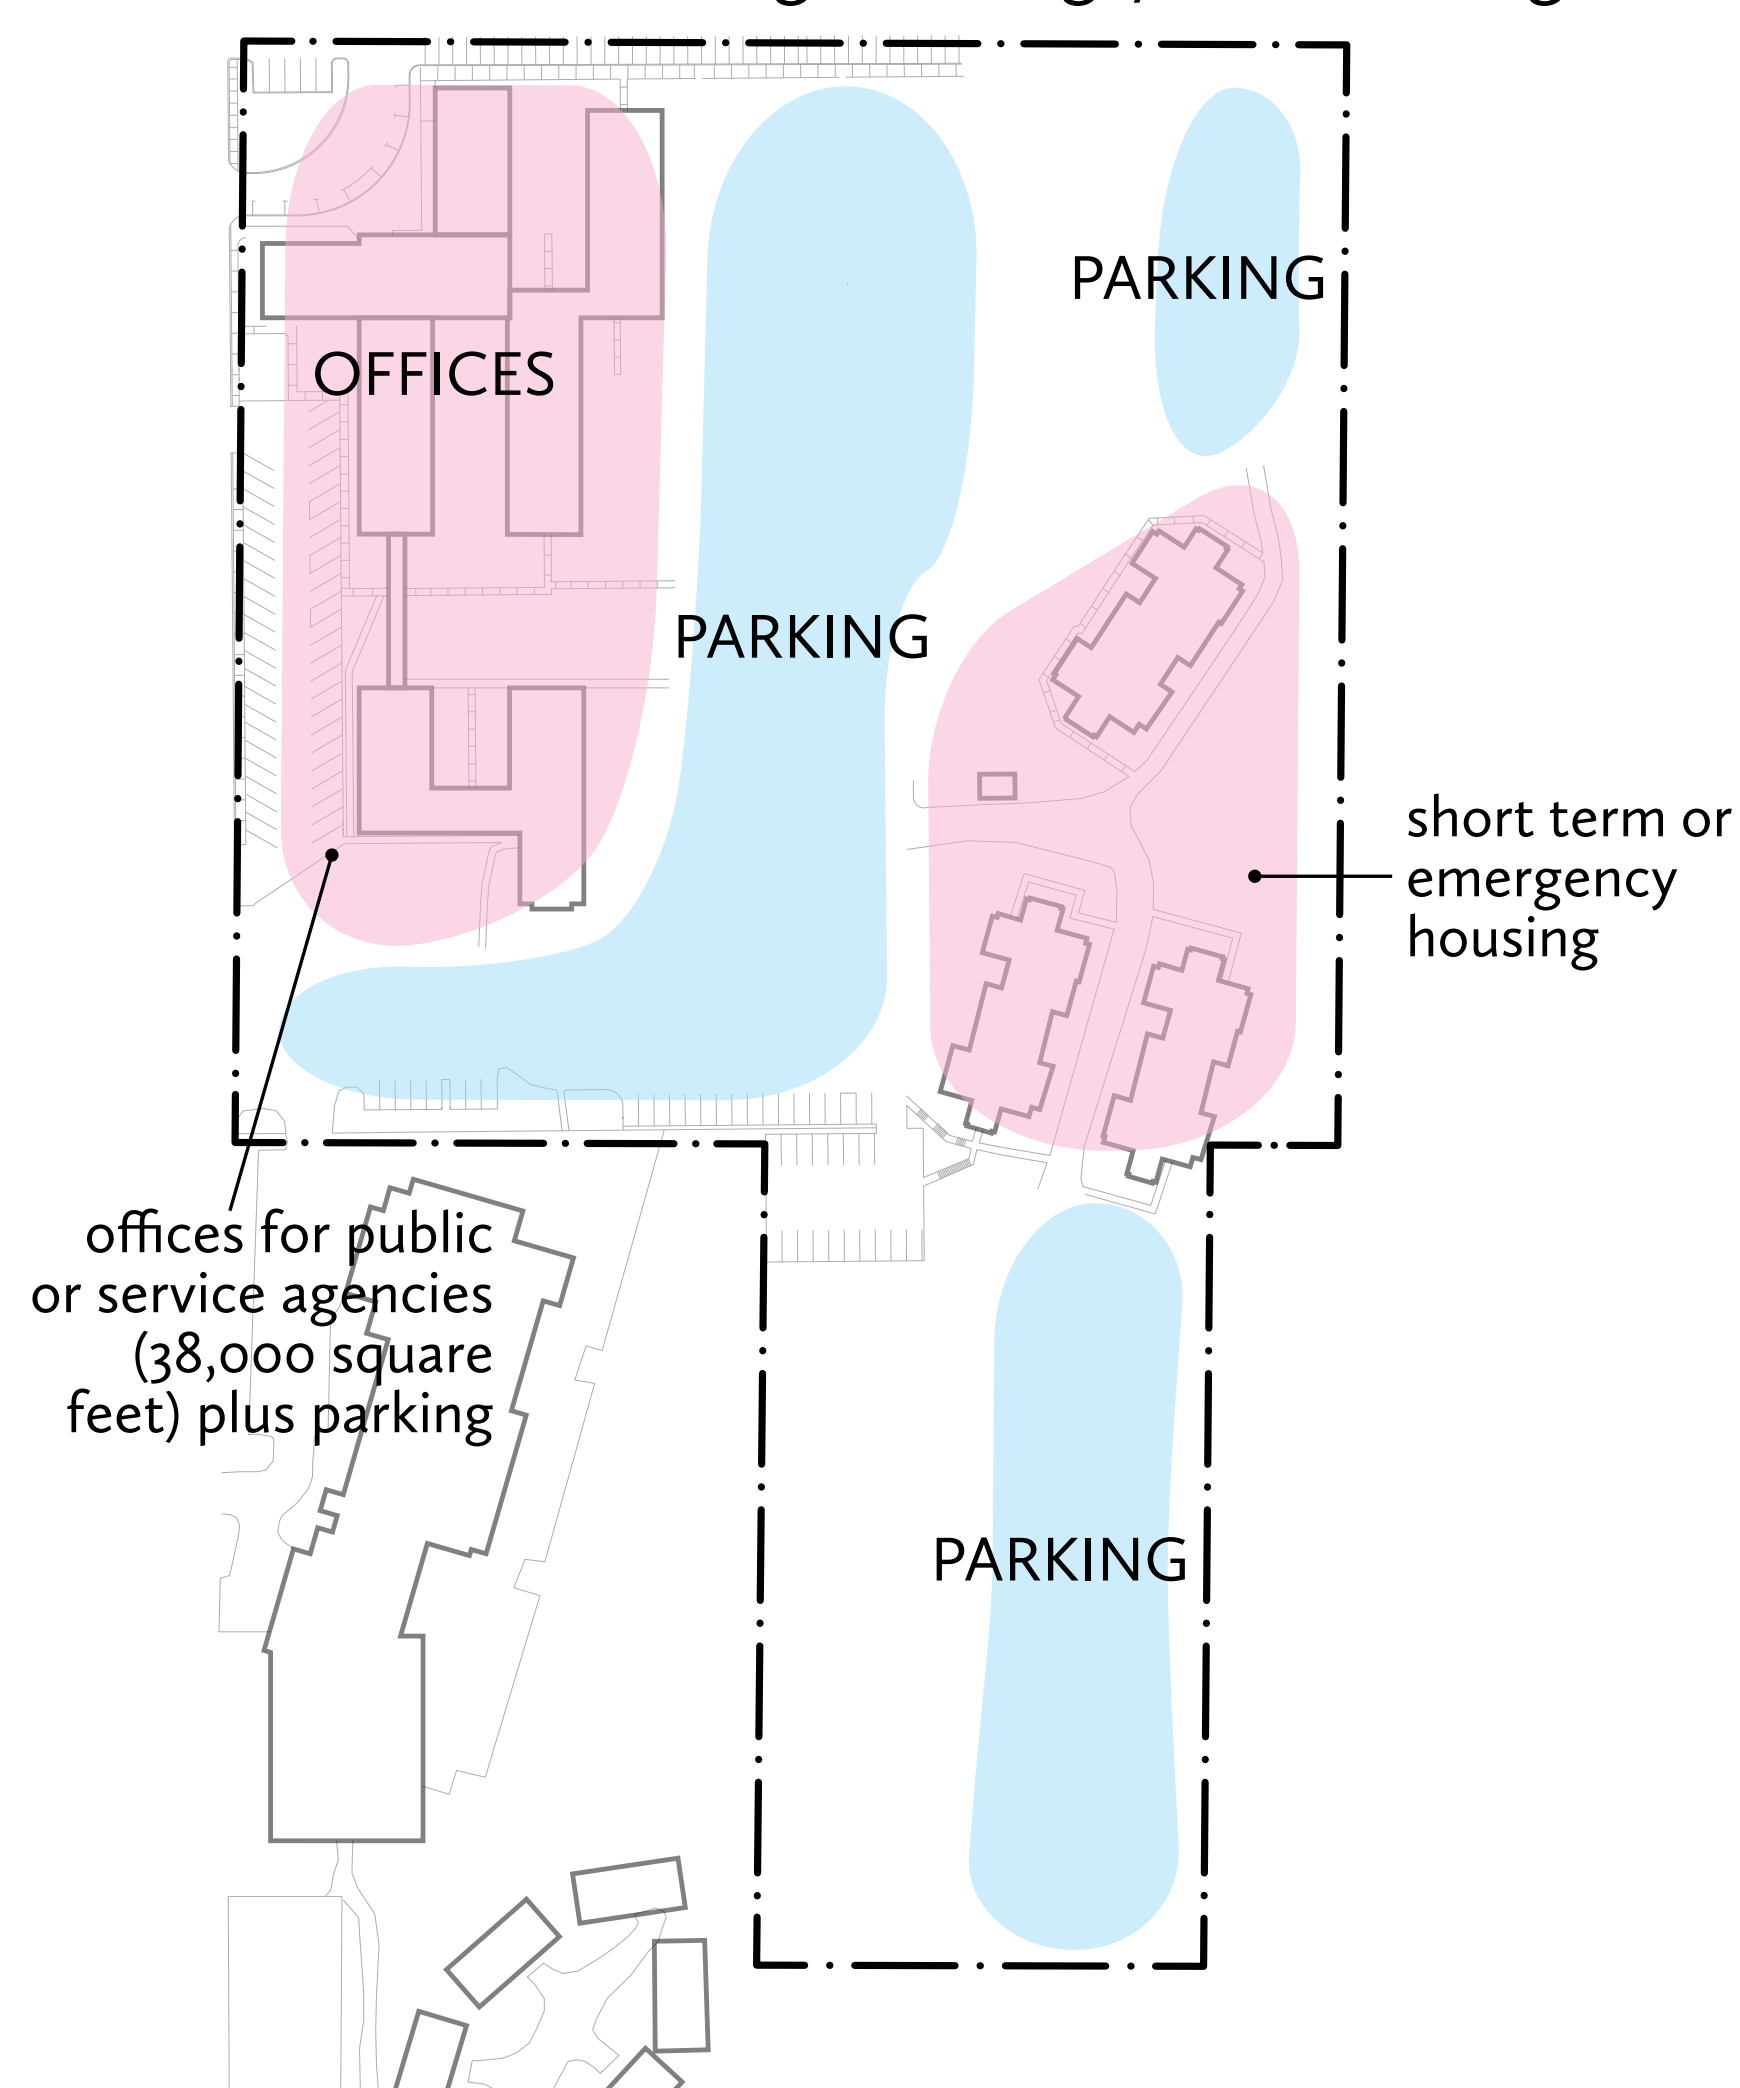 PARKING
OFFICES
PARKING
short term or
emergency
housing
offices for public
or service agencies
(38,000 square
feet) plus parking
PARKING